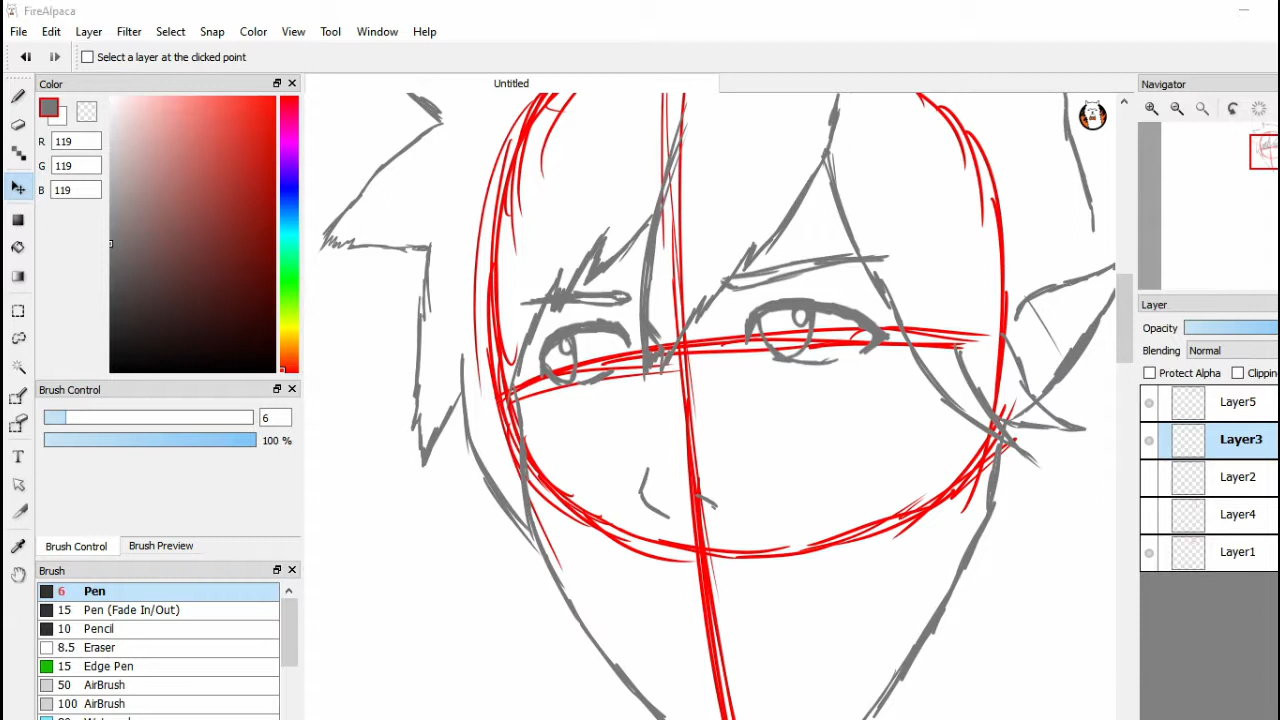 FireAlpaca
File Edit Layer Filter Select Snap Color View Tool Window Help
Select a layer at the clicked point
Color
Untitled
Navigator
R 119
G 119
B 119
Layer
Opacity
Blending Normal
Protect Alpha Clipping
Brush Control
6
100 %
Layer5
Layer3
Layer2
Layer4
Layer1
Brush Control Brush Preview
Brush
6 Pen
15 Pen (Fade In/Out)
10 Pencil
8.5 Eraser
15 Edge Pen
50 AirBrush
100 AirBrush